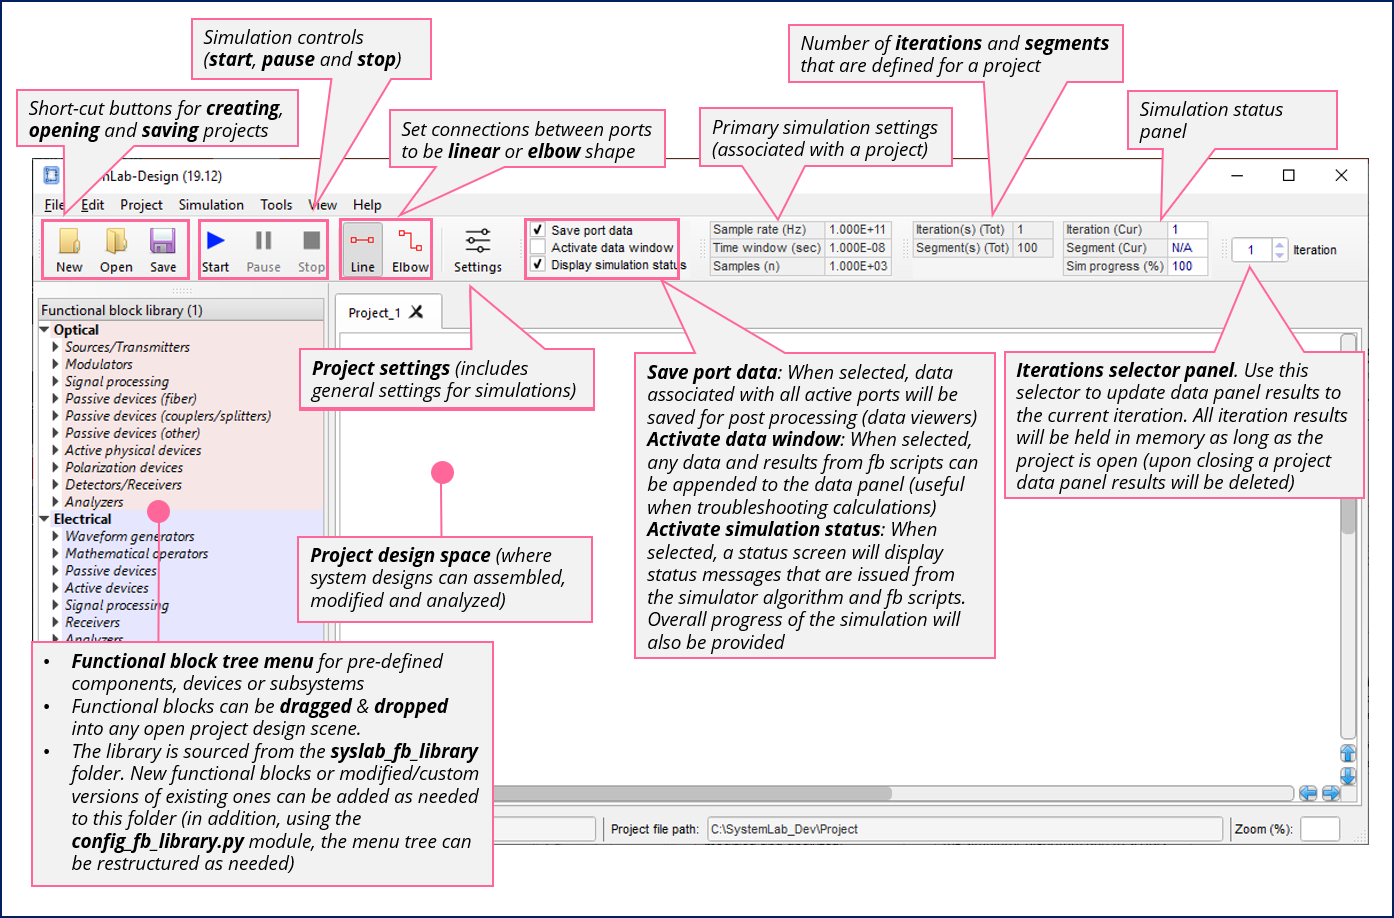 Simulation controls
(start, pause and stop)
Number of iterations and segments
that are defined for a project
Short-cut buttons for creating,
opening and saving projects
Set connections between ports
to be linear or elbow shape
Primary simulation settings
(associated with a project)
Simulation status
panel
mLab-Design (19.12)
File Edit Project Simulation Tools View Help
New Open Save
Start Pause Stop
Line Elbow
Settings
Save port data
Activate data window
Display simulation status
Sample rate (Hz) 1.000E+11
Time window (sec) 1.000E-08
Samples (n) 1.000E+03
Iteration(s) (Tot) 1
Segment(s) (Tot) 100
Iteration (Cur) 1
Segment (Cur) N/A
Sim progress (%) 100
1 Iteration
Functional block library (1)
Optical
Sources/Transmitters
Modulators
Signal processing
Passive devices (fiber)
Passive devices (couplers/splitters)
Passive devices (other)
Active physical devices
Polarization devices
Detectors/Receivers
Analyzers
Electrical
Waveform generators
Mathematical operators
Passive devices
Active devices
Signal processing
Receivers
Analyzers
Project_1
Project settings (includes
general settings for simulations)
Save port data: When selected, data
associated with all active ports will be
saved for post processing (data viewers)
Activate data window: When selected,
any data and results from fb scripts can
be appended to the data panel (useful
when troubleshooting calculations)
Activate simulation status: When
selected, a status screen will display
status messages that are issued from
the simulator algorithm and fb scripts.
Overall progress of the simulation will
also be provided
Iterations selector panel. Use this
selector to update data panel results to
the current iteration. All iteration results
will be held in memory as long as the
project is open (upon closing a project
data panel results will be deleted)
Project design space (where
system designs can assembled,
modified and analyzed)
• Functional block tree menu for pre-defined
components, devices or subsystems
• Functional blocks can be dragged & dropped
into any open project design scene.
• The library is sourced from the syslab_fb_library
folder. New functional blocks or modified/custom
versions of existing ones can be added as needed
to this folder (in addition, using the
config_fb_library.py module, the menu tree can
be restructured as needed)
Project file path: C:\SystemLab_Dev\Project
Zoom (%):